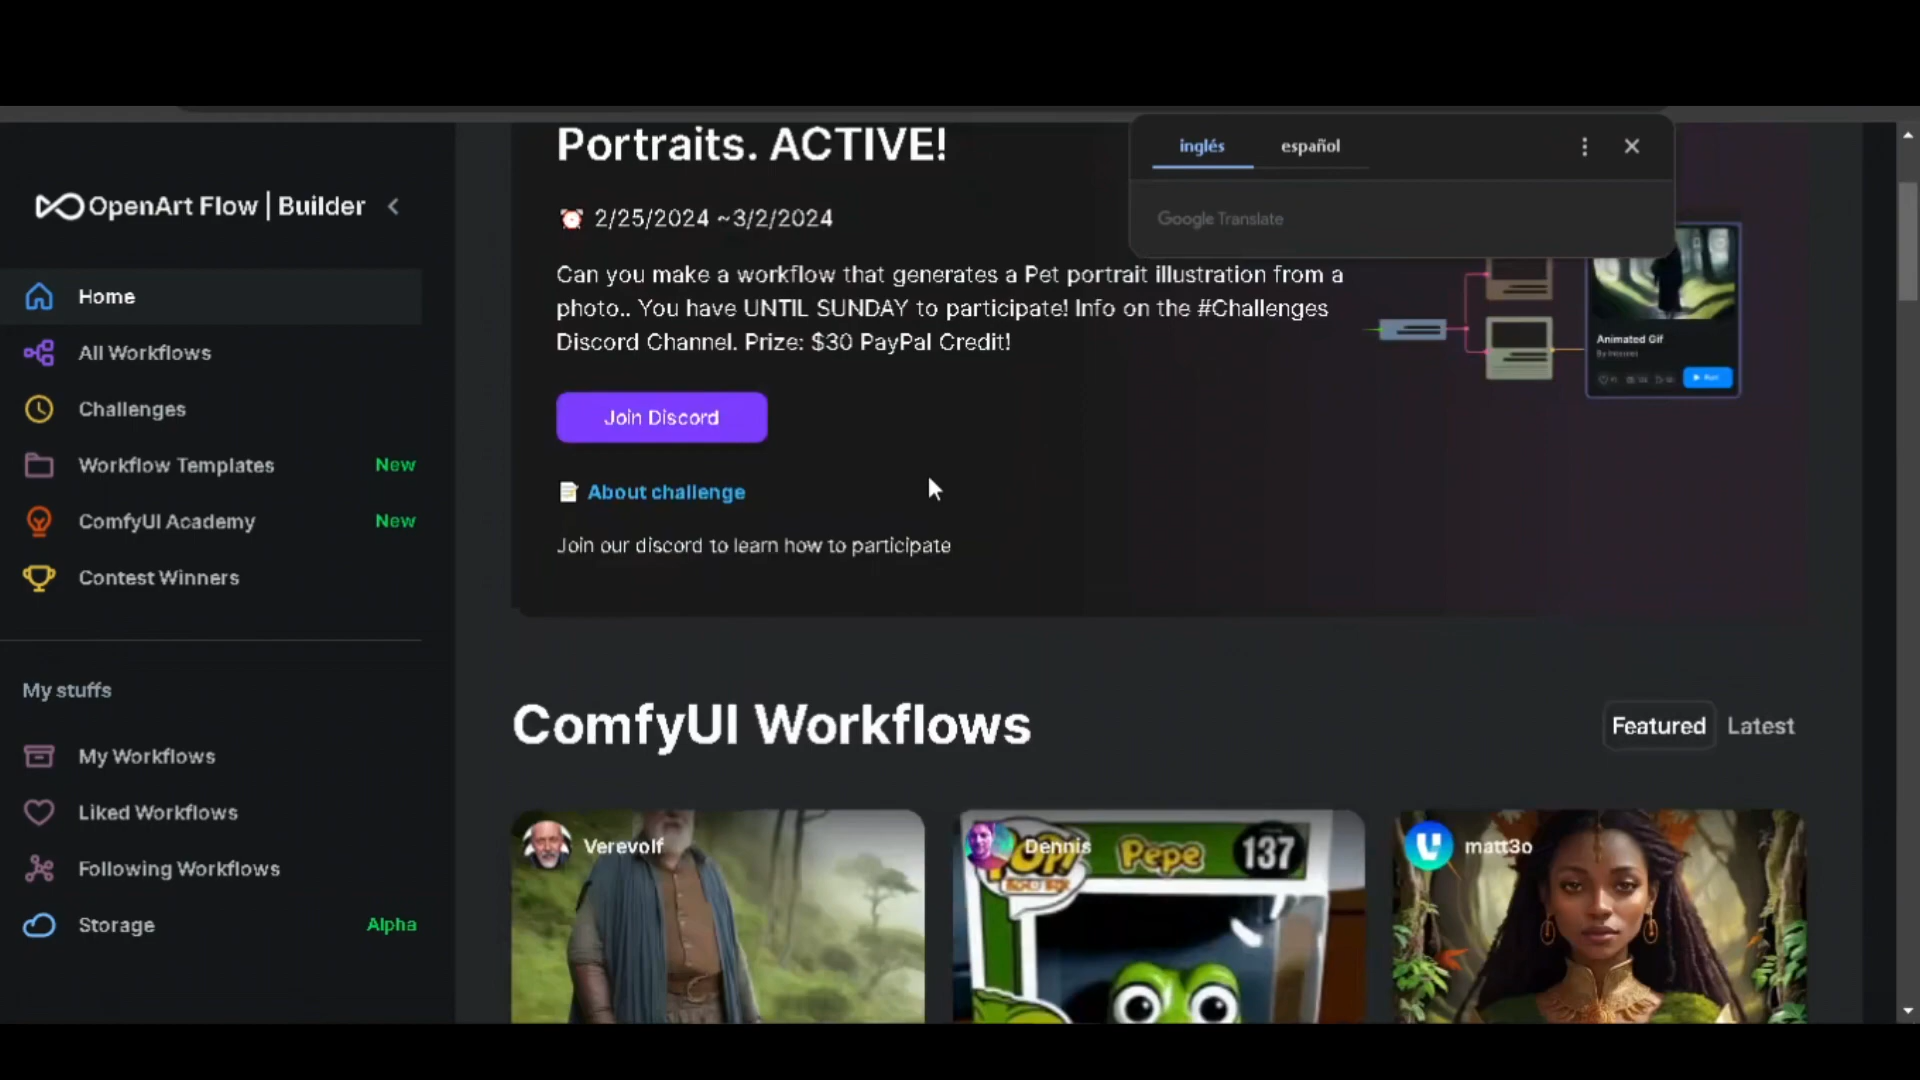 OpenArt Flow | Builder
Home
All Workflows
Challenges
Workflow Templates New
ComfyUI Academy New
Contest Winners
My stuffs
My Workflows
Liked Workflows
Following Workflows
Storage Alpha
Portraits. ACTIVE!
2/25/2024 ~3/2/2024
Can you make a workflow that generates a Pet portrait illustration from a
photo.. You have UNTIL SUNDAY to participate! Info on the #Challenges
Discord Channel. Prize: $30 PayPal Credit!
Join Discord
About challenge
Join our discord to learn how to participate
inglés español
Google Translate
Animated Gif
ComfyUI Workflows
Featured Latest
Verevolf
Dennis
POP!
Pepe
137
matt3o